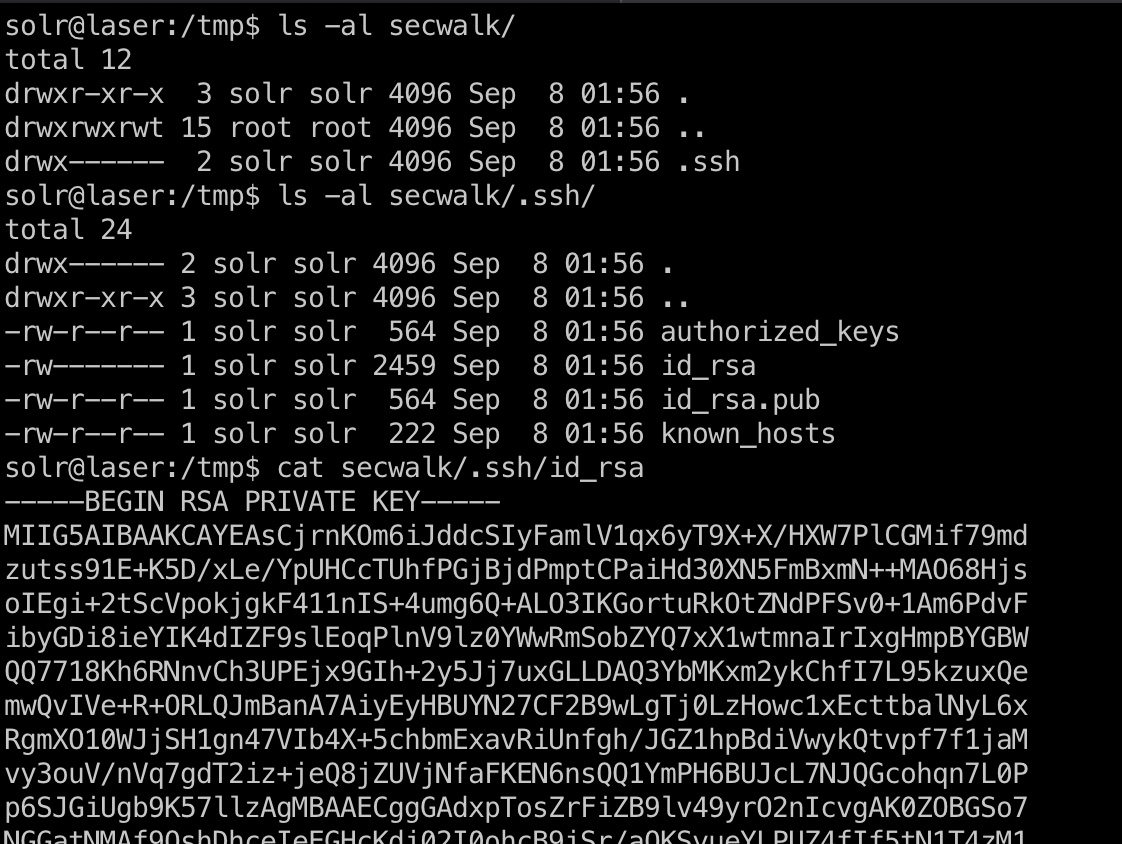 solr@laser:/tmp$ ls -al secwalk/
total 12
drwxr-xr-x  3 solr solr 4096 Sep  8 01:56 .
drwxrwxrwt 15 root root 4096 Sep  8 01:56 ..
drwx------  2 solr solr 4096 Sep  8 01:56 .ssh
solr@laser:/tmp$ ls -al secwalk/.ssh/
total 24
drwx------ 2 solr solr 4096 Sep  8 01:56 .
drwxr-xr-x 3 solr solr 4096 Sep  8 01:56 ..
-rw-r--r-- 1 solr solr  564 Sep  8 01:56 authorized_keys
-rw------- 1 solr solr 2459 Sep  8 01:56 id_rsa
-rw-r--r-- 1 solr solr  564 Sep  8 01:56 id_rsa.pub
-rw-r--r-- 1 solr solr  222 Sep  8 01:56 known_hosts
solr@laser:/tmp$ cat secwalk/.ssh/id_rsa
-----BEGIN RSA PRIVATE KEY-----
MIIG5AIBAAKCAYEAsCjrnKOm6iJddcSIyFamlV1qx6yT9X+X/HXW7PlCGMif79md
zutss91E+K5D/xLe/YpUHCcTUhfPGjBjdPmptCPaiHd30XN5FmBxmN++MAO68Hjs
oIEgi+2tScVpokjgkF411nIS+4umg6Q+ALO3IKGortuRkOtZNdPFSv0+1Am6PdvF
ibyGDi8ieYIK4dIZF9slEoqPlnV9lz0YWwRmSobZYQ7xX1wtmnaIrIxgHmpBYGBW
QQ7718Kh6RNnvCh3UPEjx9GIh+2y5Jj7uxGLLDAQ3YbMKxm2ykChfI7L95kzuxQe
mwQvIVe+R+ORLQJmBanA7AiyEyHBUYN27CF2B9wLgTj0LzHowc1xEcttbalNyL6x
RgmXO10WJjSH1gn47VIb4X+5chbmExavRiUnfgh/JGZ1hpBdiVwykQtvpf7f1jaM
vy3ouV/nVq7gdT2iz+jeQ8jZUVjNfaFKEN6nsQQ1YmPH6BUJcL7NJQGcohqn7L0P
p6SJGiUgb9K57llzAgMBAAECggGAdxpTosZrFiZB9lv49yrO2nIcvgAK0ZOBGSo7